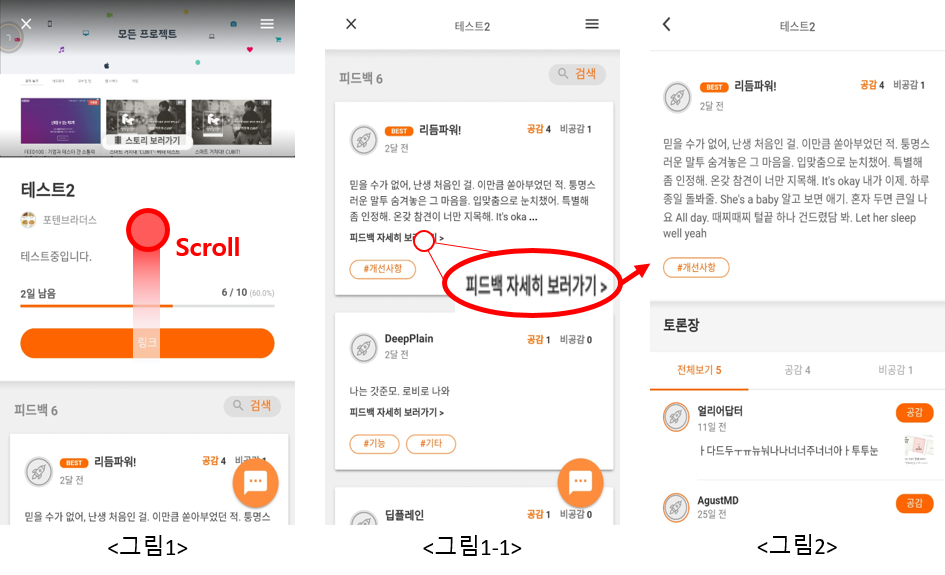 모든 프로젝트
스토리 보러가기
테스트2
포텐브라더스
테스트중입니다.
Scroll
2일 남음
6 / 10 (60.0%)
링크
피드백 6
검색
BEST 리듬파워!
2달 전
공감 4 비공감 1
믿을 수가 없어, 난생 처음인 걸. 이만큼 쏟아부었던 적. 퉁명스
<그림1>
테스트2
피드백 6
검색
BEST 리듬파워!
2달 전
공감 4 비공감 1
믿을 수가 없어, 난생 처음인 걸. 이만큼 쏟아부었던 적. 퉁명스
러운 말투 숨겨놓은 그 마음을. 입맞춤으로 눈치챘어. 특별해
좀 인정해. 온갖 참견이 너만 지목해. It's oka ...
피드백 자세히 보러가기 >
#개선사항
피드백 자세히 보러가기 >
DeepPlain
2달 전
공감 1 비공감 0
나는 갓준모. 로비로 나와
피드백 자세히 보러가기 >
#기능
#기타
딥플레인
공감 1 비공감 0
<그림1-1>
테스트2
BEST 리듬파워!
2달 전
공감 4 비공감 1
믿을 수가 없어, 난생 처음인 걸. 이만큼 쏟아부었던 적. 퉁명스
러운 말투 숨겨놓은 그 마음을. 입맞춤으로 눈치챘어. 특별해
좀 인정해. 온갖 참견이 너만 지목해. It's okay 내가 이제. 하루
종일 돌봐줄. She's a baby 알고 보면 애기. 혼자 두면 큰일 나
요 All day. 때찌때찌 털끝 하나 건드렸담 봐. Let her sleep
well yeah
#개선사항
토론장
전체보기 5
공감 4
비공감 1
얼리어답터
11일 전
공감
ㅏ다드두ㅜㅠ뉴눠나나너너주너너아ㅏ투투눈
AgustMD
25일 전
공감
<그림2>